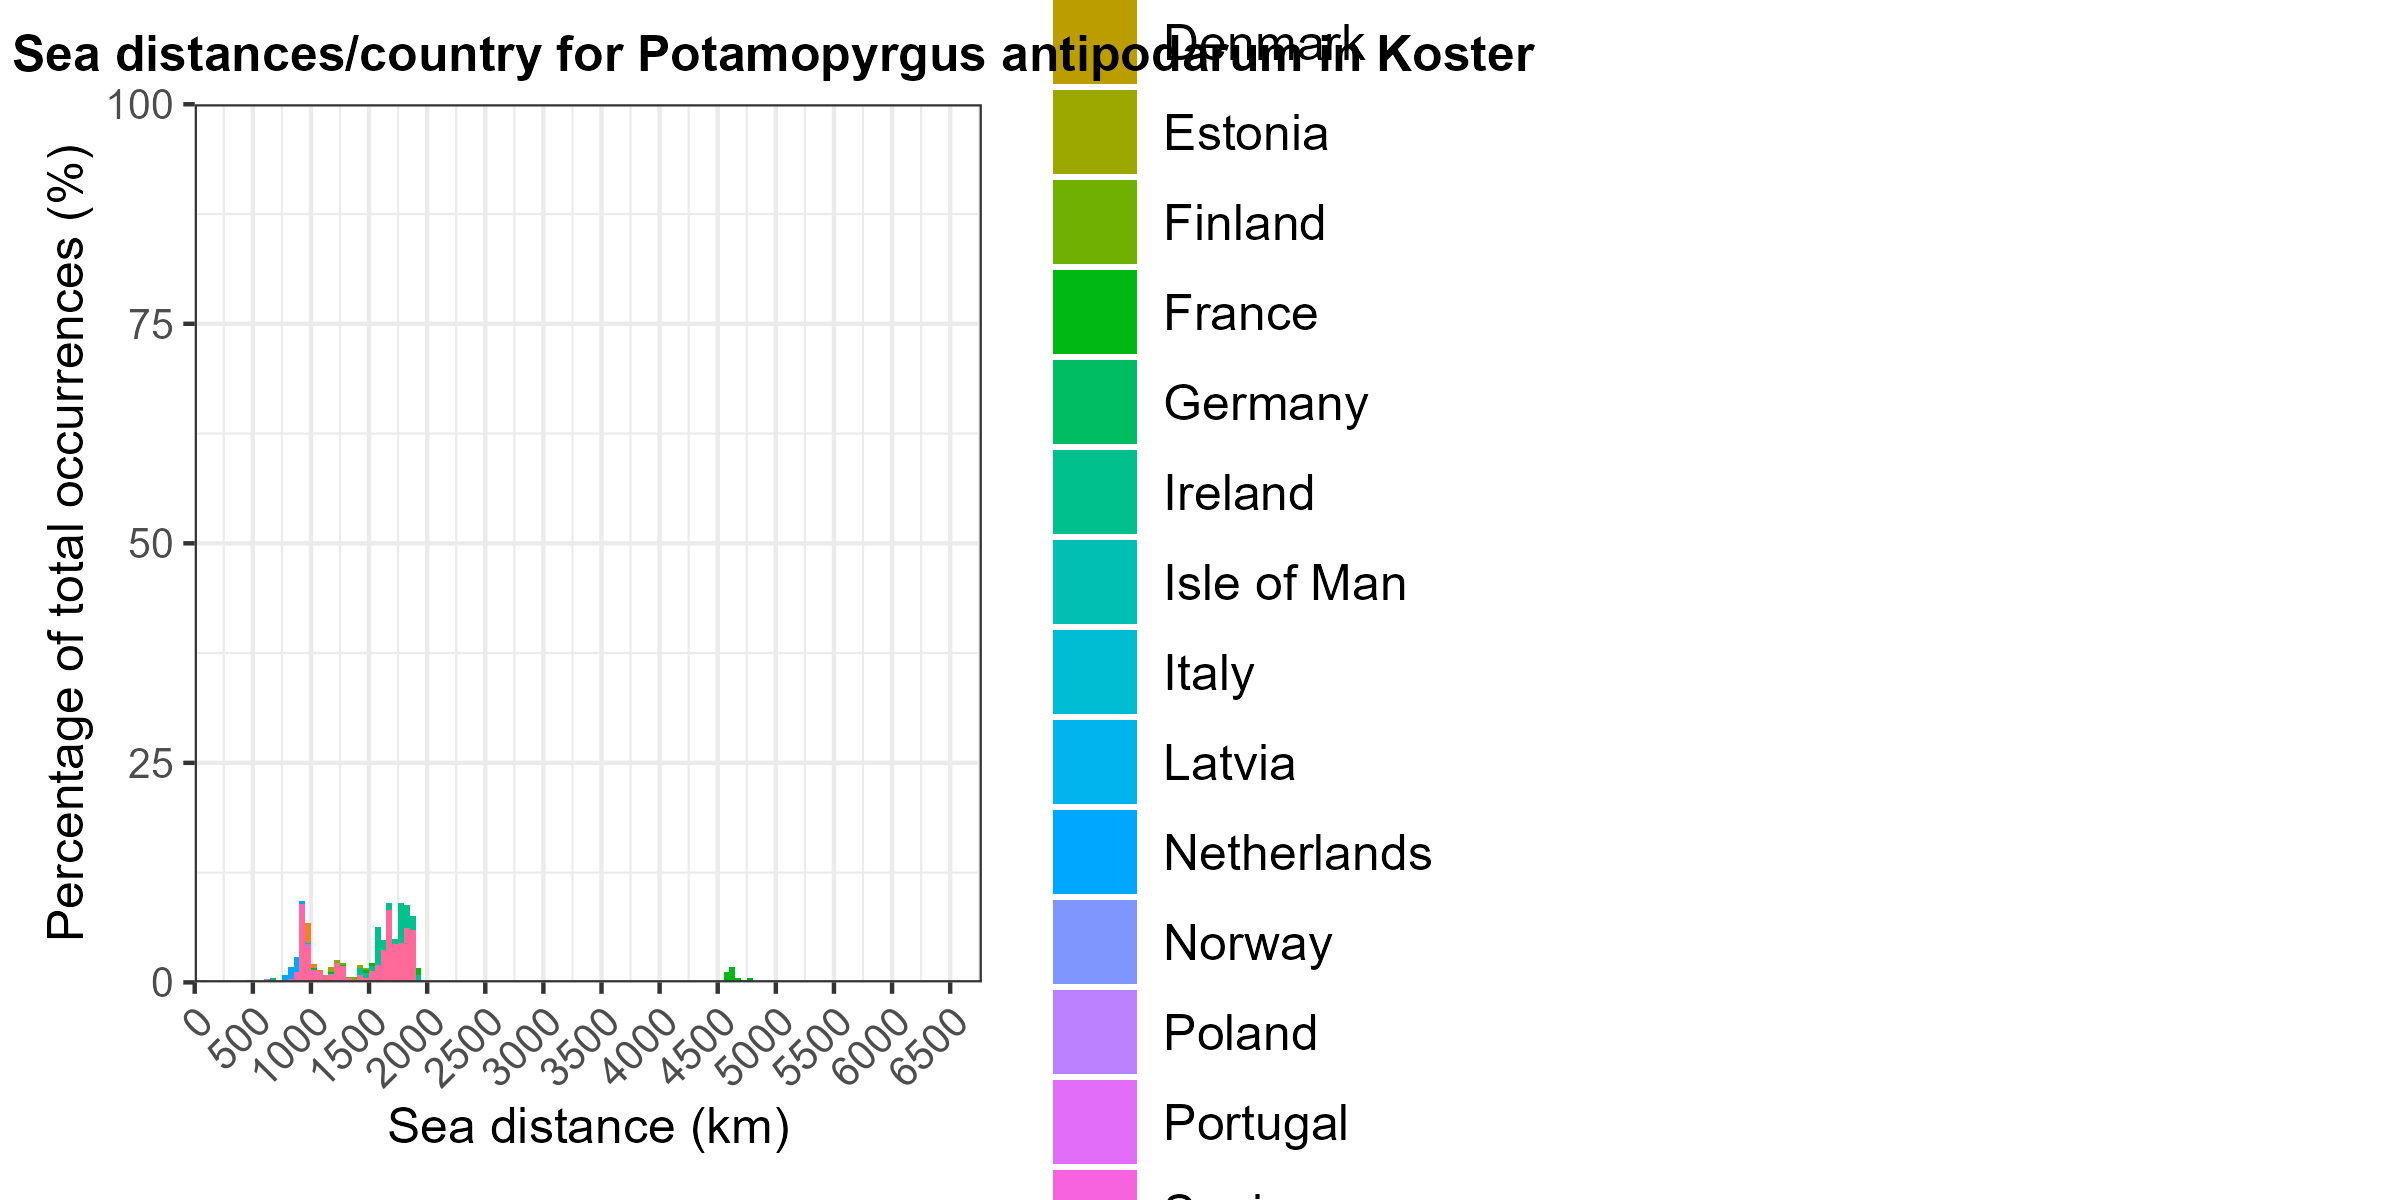 Sea distances/country for Potamopyrgus antipodarum in Koster
Percentage of total occurrences (%)
100
75
50
25
0
0
500
1000
1500
2000
2500
3000
3500
4000
4500
5000
5500
6000
6500
Sea distance (km)
Denmark
Estonia
Finland
France
Germany
Ireland
Isle of Man
Italy
Latvia
Netherlands
Norway
Poland
Portugal